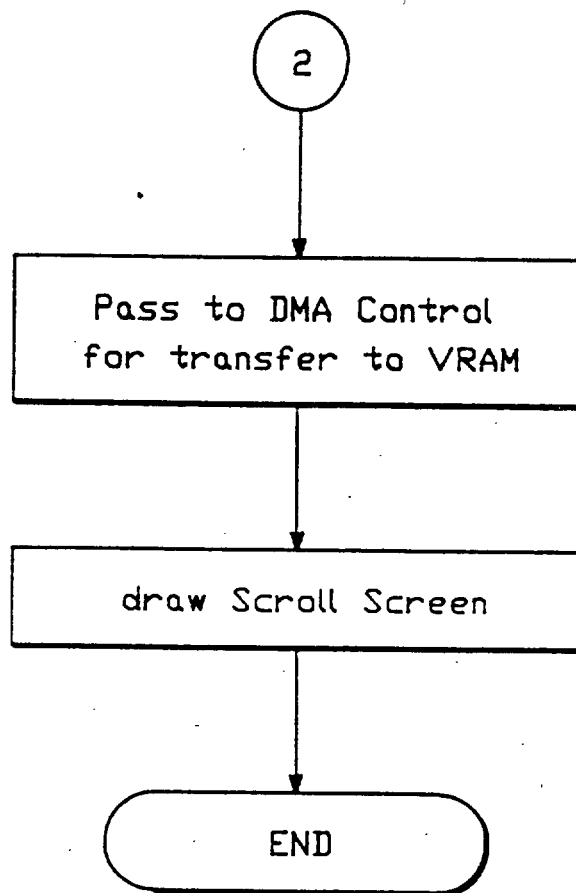 2
Pass to DMA Control
for transfer to VRAM
draw Scroll Screen
END